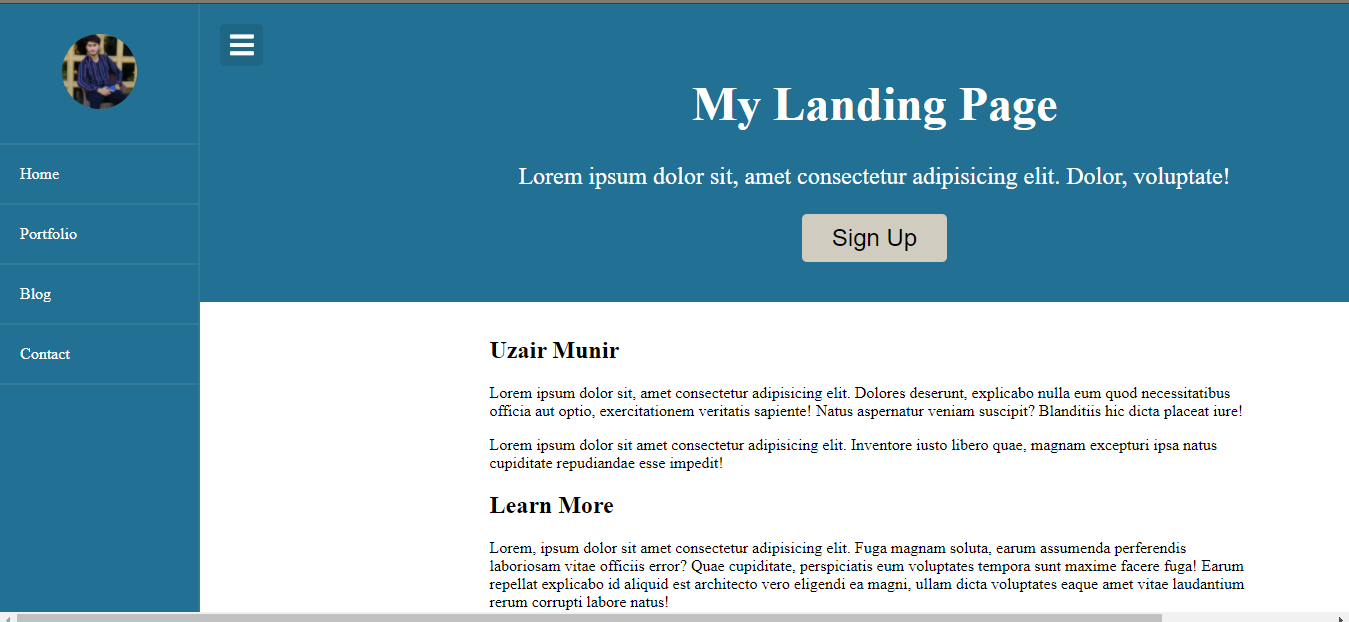 Home
Portfolio
Blog
Contact
My Landing Page
Lorem ipsum dolor sit, amet consectetur adipisicing elit. Dolor, voluptate!
Sign Up
Uzair Munir
Lorem ipsum dolor sit, amet consectetur adipisicing elit. Dolores deserunt, explicabo nulla eum quod necessitatibus
officia aut optio, exercitationem veritatis sapiente! Natus aspernatur veniam suscipit? Blanditiis hic dicta placeat iure!
Lorem ipsum dolor sit amet consectetur adipisicing elit. Inventore iusto libero quae, magnam excepturi ipsa natus
cupiditate repudiandae esse impedit!
Learn More
Lorem, ipsum dolor sit amet consectetur adipisicing elit. Fuga magnam soluta, earum assumenda perferendis
laboriosam vitae officiis error? Quae cupiditate, perspiciatis eum voluptates tempora sunt maxime facere fuga! Earum
repellat explicabo id aliquid est architecto vero eligendi ea magni, ullam dicta voluptates eaque amet vitae laudantium
rerum corrupti labore natus!